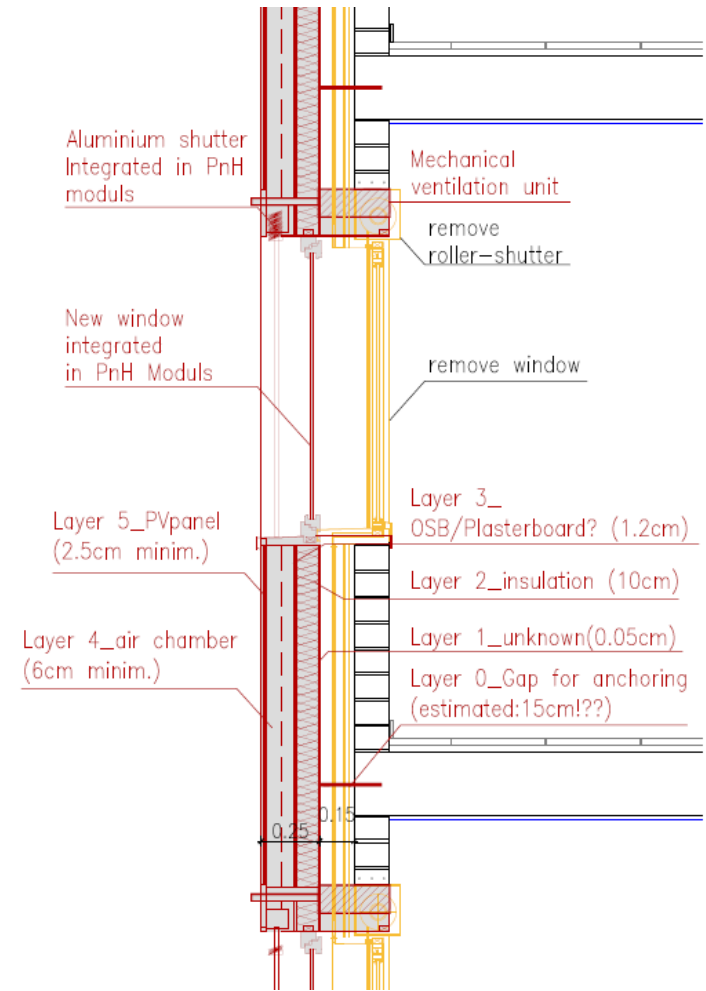 Aluminium shutter
Integrated in PnH
moduls
Mechanical
ventilation unit
remove
roller-shutter
New window
integrated
in PnH Moduls
remove window
Layer 5_PVpanel
(2.5cm minim.)
Layer 3_
OSB/Plasterboard? (1.2cm)
Layer 2_insulation (10cm)
Layer 4_air chamber
(6cm minim.)
Layer 1_unknown(0.05cm)
Layer 0_Gap for anchoring
(estimated:15cm!??)
0.15
0.25